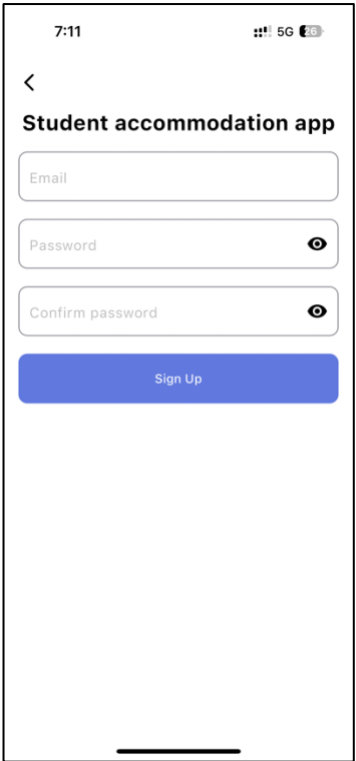 7:11 5G 26
Student accommodation app
Email
Password
Confirm password
Sign Up